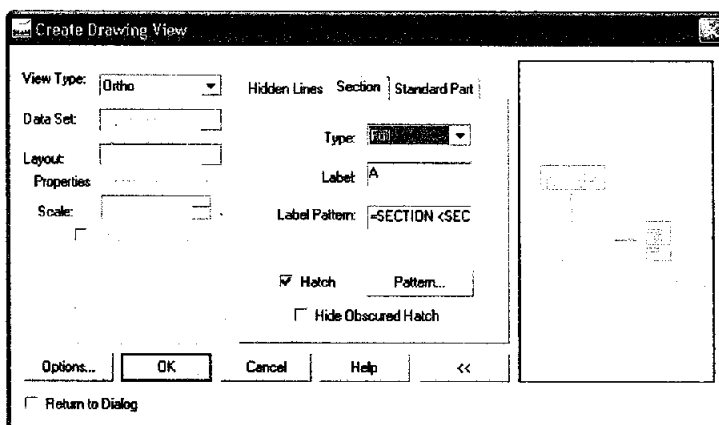 Create Drawing View
View Type: Ortho
Data Set:
Layout:
Properties
Scale:
Hidden Lines Section Standard Part
Type: Full
Label: A
Label Pattern: =SECTION <SEC
Hatch Pattern...
Hide Obscured Hatch
Options... OK Cancel Help <<
Return to Dialog